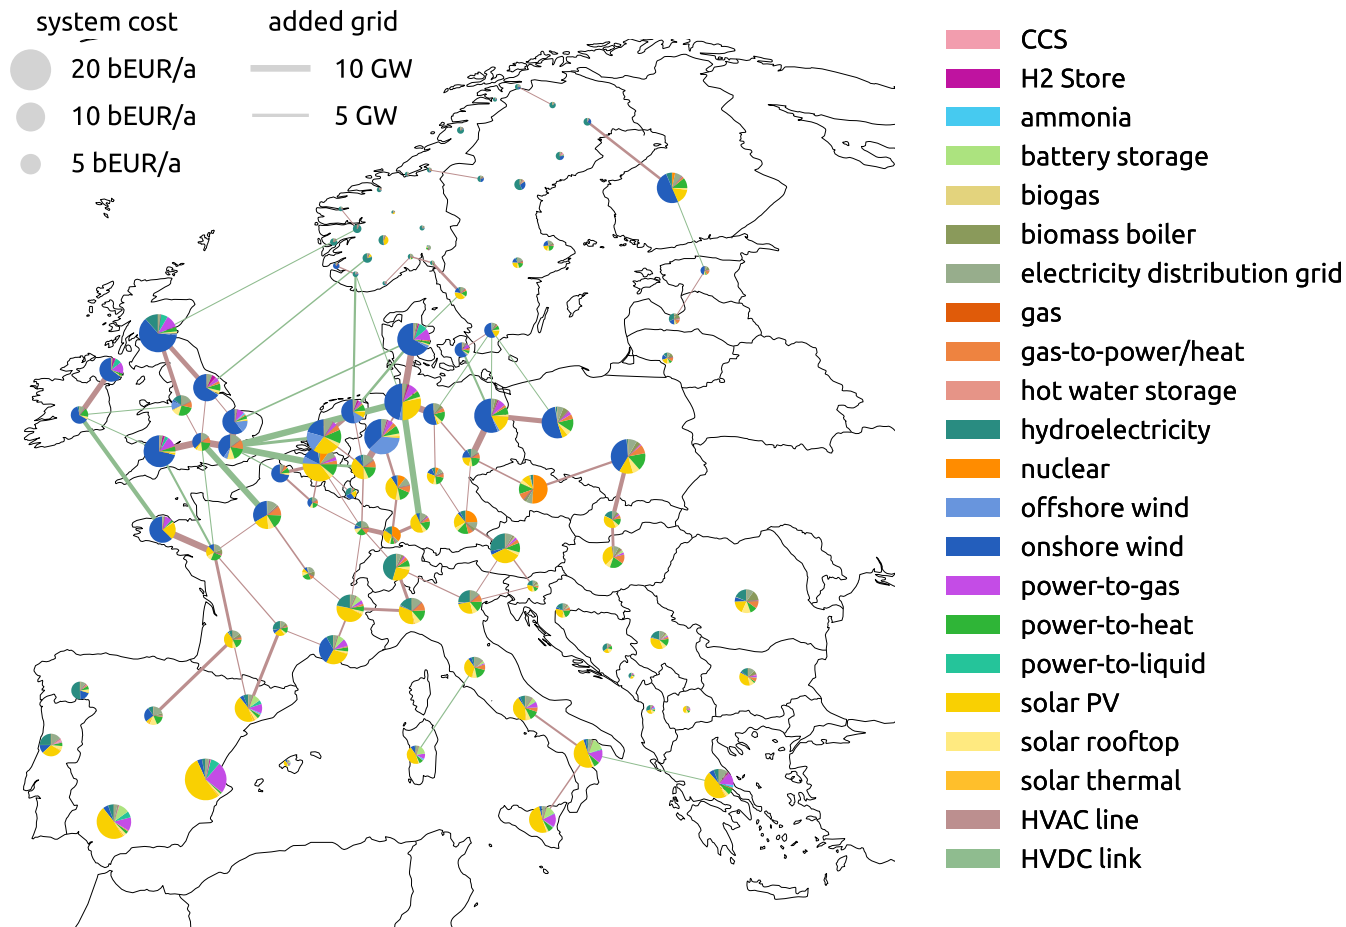 system cost
added grid
20 bEUR/a
10 GW
10 bEUR/a
5 GW
5 bEUR/a
CCS
H2 Store
ammonia
battery storage
biogas
biomass boiler
electricity distribution grid
gas
gas-to-power/heat
hot water storage
hydroelectricity
nuclear
offshore wind
onshore wind
power-to-gas
power-to-heat
power-to-liquid
solar PV
solar rooftop
solar thermal
HVAC line
HVDC link